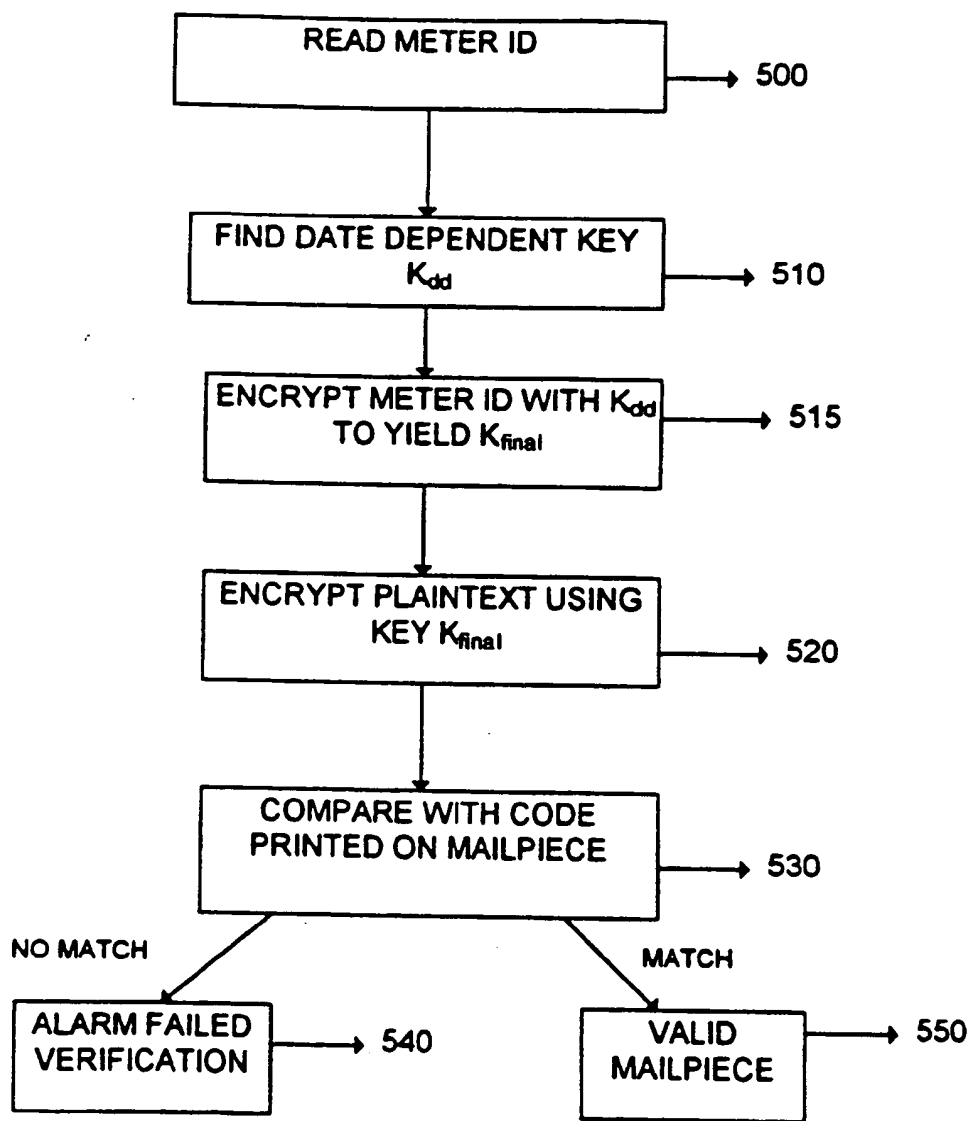 READ METER ID
500
FIND DATE DEPENDENT KEY
Kdd
510
ENCRYPT METER ID WITH Kdd
TO YIELD Kfinal
515
ENCRYPT PLAINTEXT USING
KEY Kfinal
520
COMPARE WITH CODE
PRINTED ON MAILPIECE
530
NO MATCH
MATCH
ALARM FAILED
VERIFICATION
540
VALID
MAILPIECE
550